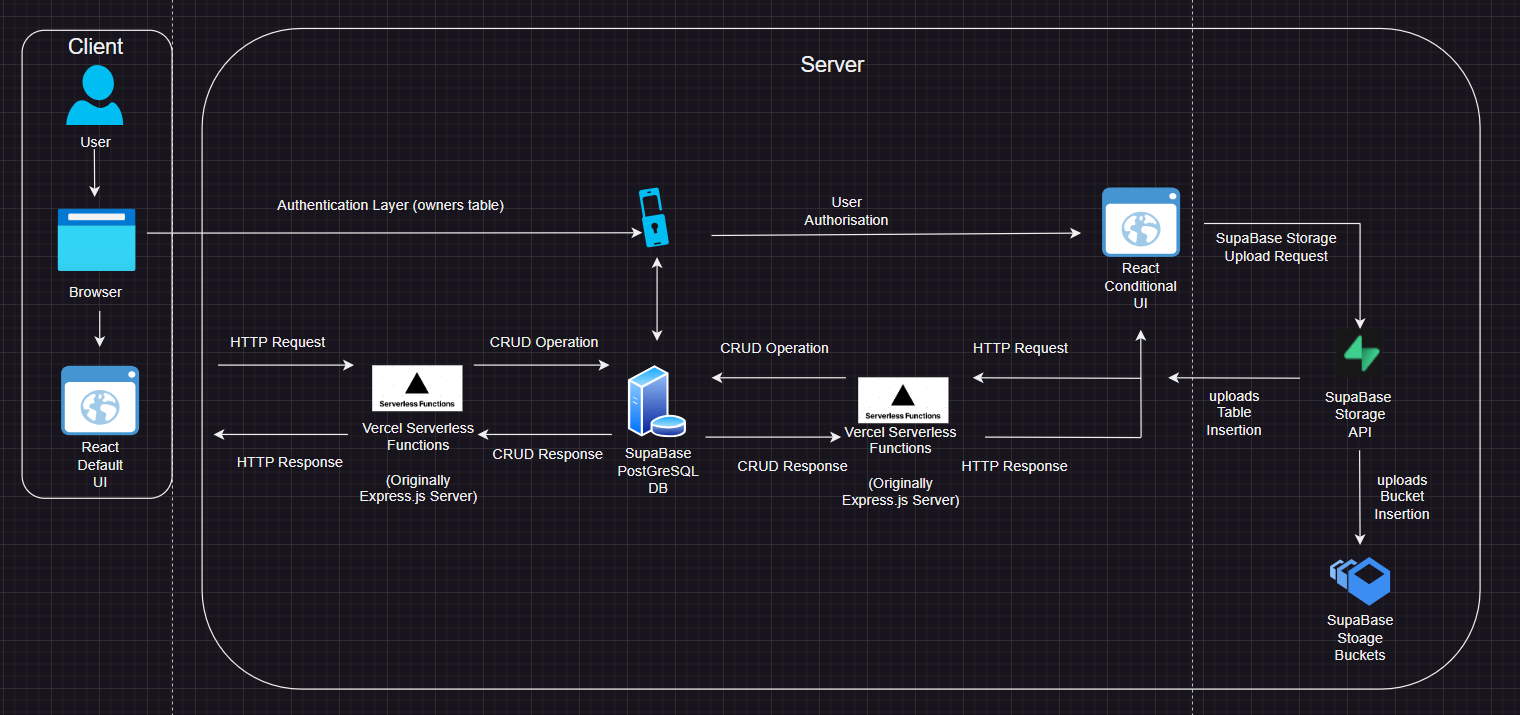 Client
Server
User
Browser
React
Default
UI
Authentication Layer (owners table)
User
Authorisation
React
Conditional
UI
SupaBase Storage
Upload Request
HTTP Request
CRUD Operation
Serverless Functions
Vercel Serverless
Functions
(Originally
Express.js Server)
HTTP Response
CRUD Response
SupaBase
PostGreSQL
DB
CRUD Operation
HTTP Request
Serverless Functions
Vercel Serverless
Functions
(Originally
Express.js Server)
CRUD Response
HTTP Response
uploads
Table
Insertion
SupaBase
Storage
API
uploads
Bucket
Insertion
SupaBase
Stoage
Buckets